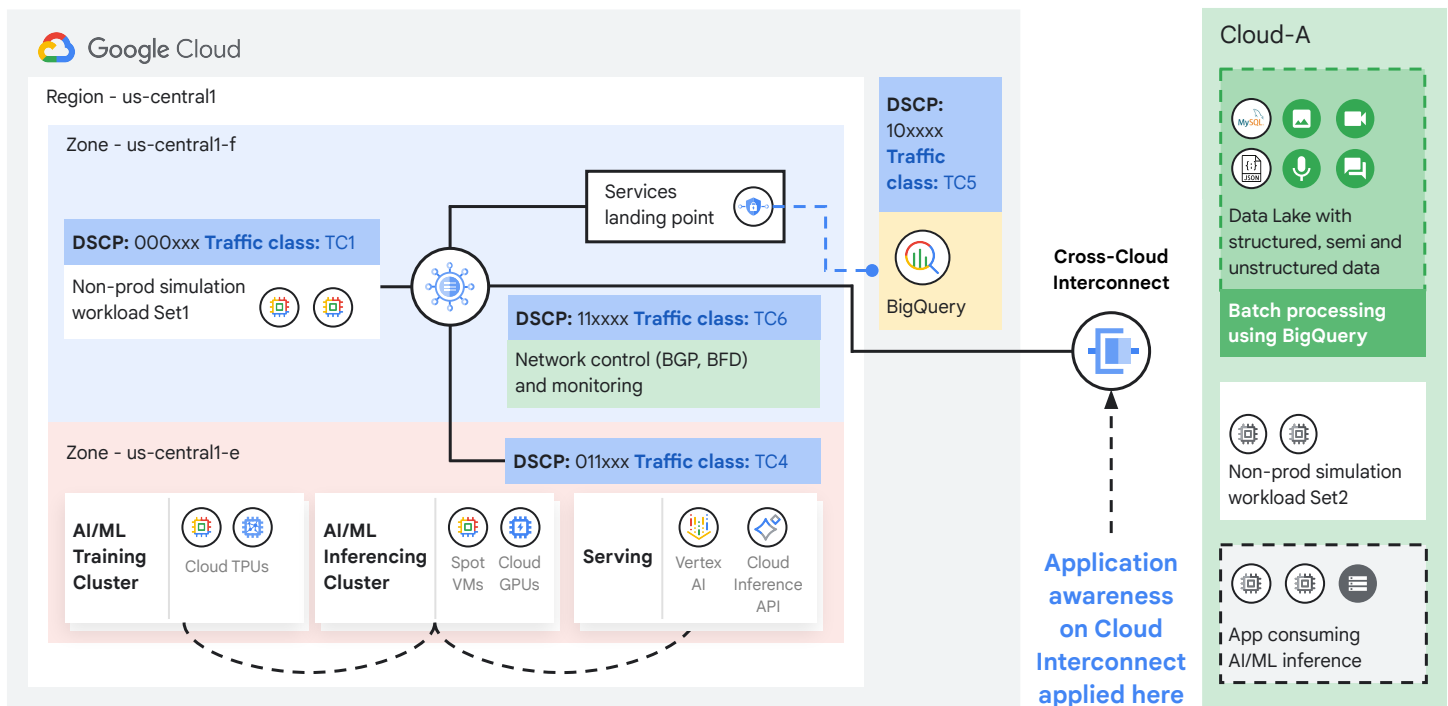 Google Cloud
Region - us-central1
Zone - us-central1-f
DSCP: 000xxx Traffic class: TC1
Non-prod simulation
workload Set1
Services
landing point
DSCP: 11xxxx Traffic class: TC6
Network control (BGP, BFD)
and monitoring
Zone - us-central1-e
DSCP: 011xxx Traffic class: TC4
AI/ML
Training
Cluster
Cloud TPUs
AI/ML
Inferencing
Cluster
Spot
VMs
Cloud
GPUs
Serving
Vertex
AI
Cloud
Inference
API
DSCP:
10xxxx
Traffic
class: TC5
BigQuery
Cross-Cloud
Interconnect
Application
awareness
on Cloud
Interconnect
applied here
Cloud-A
MySQL
{:}
JSON
Data Lake with
structured, semi and
unstructured data
Batch processing
using BigQuery
Non-prod simulation
workload Set2
App consuming
AI/ML inference